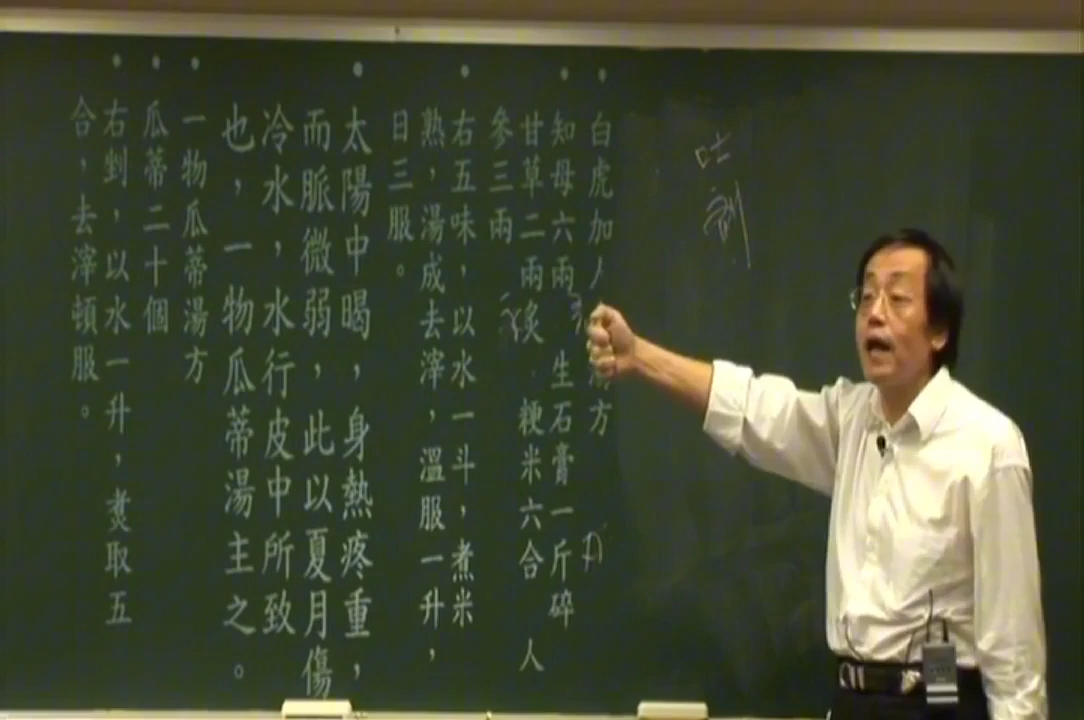 吐
• 白虎加人湯方
• 知母六兩 生石膏一斤碎
甘草二兩炙 粳米六合 人
參三兩
• 右五味，以水一斗，煮米
熟，湯成去滓，溫服一升，
日三服。
• 太陽中暍，身熱疼重，
而脈微弱，此以夏月傷
冷水，水行皮中所致
也，一物瓜蒂湯主之。
• 一物瓜蒂湯方
• 瓜蒂二十個
• 右剉，以水一升，煑取五
合，去滓頓服。